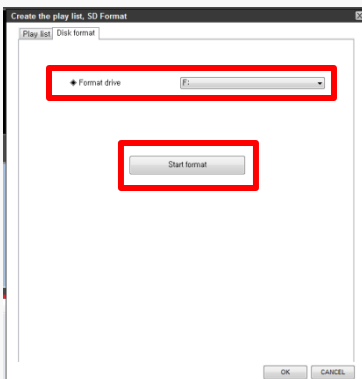 Create the play list, SD Format
Play list Disk format
Format drive F:
Start format
OK CANCEL